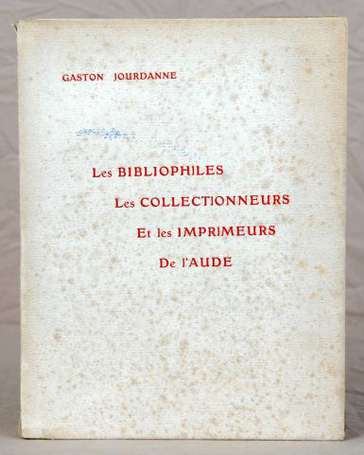 GASTON JOURDANNE
Les BIBLIOPHILES
Les COLLECTIONNEURS
Et les IMPRIMEURS
De l'AUDE